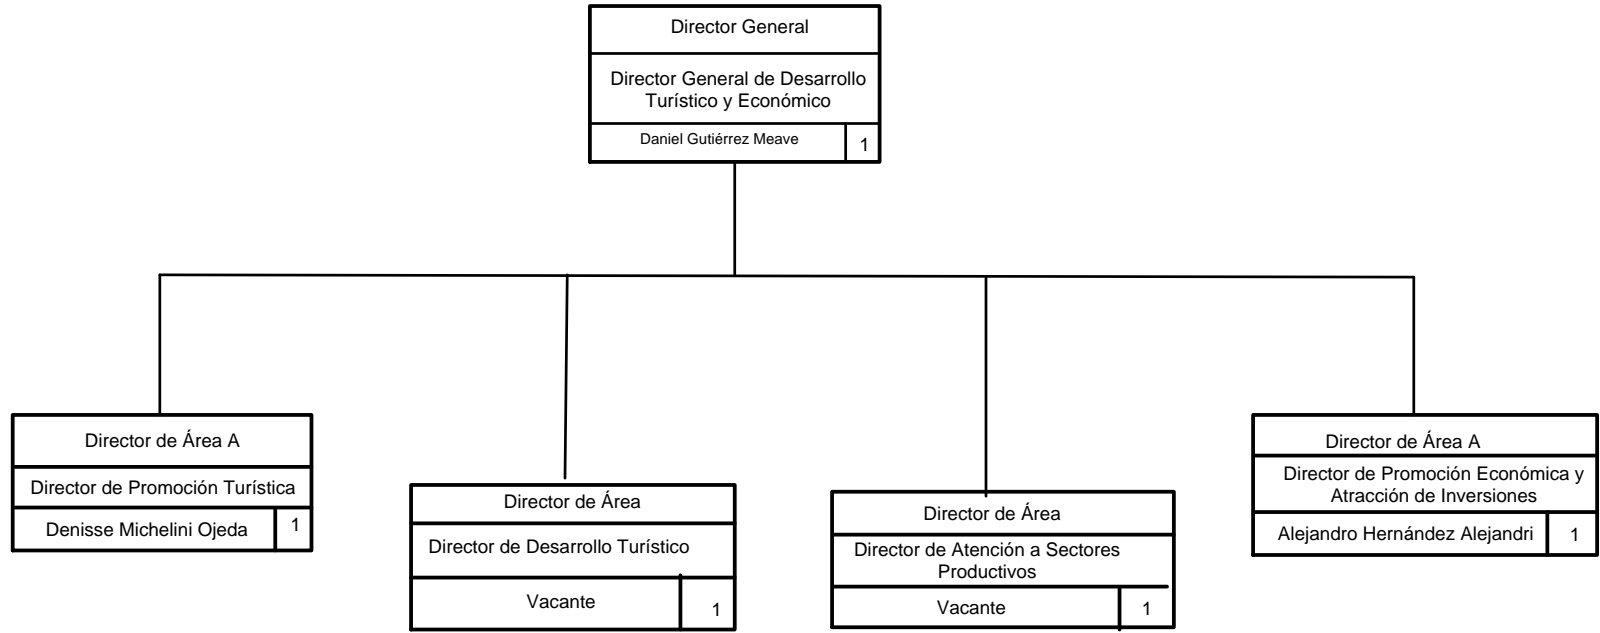 Director General
Director General de Desarrollo
Turístico y Económico
Daniel Gutiérrez Meave
1
Director de Área A
Director de Promoción Turística
Denisse Michelini Ojeda
1
Director de Área
Director de Desarrollo Turístico
Vacante
1
Director de Área
Director de Atención a Sectores
Productivos
Vacante
1
Director de Área A
Director de Promoción Económica y
Atracción de Inversiones
Alejandro Hernández Alejandri
1